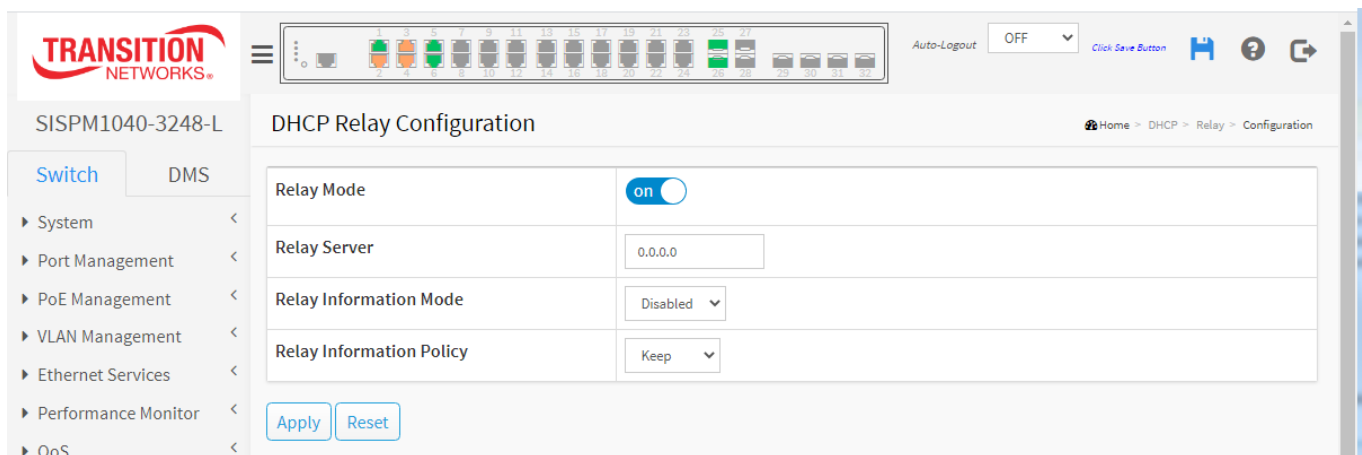 TRANSITION
NETWORKS®
1 3 5 7 9 11 13 15 17 19 21 23 25 27
2 4 6 8 10 12 14 16 18 20 22 24 26 28 29 30 31 32
Auto-Logout OFF Click Save Button
SISPM1040-3248-L
DHCP Relay Configuration
Home > DHCP > Relay > Configuration
Switch DMS
Relay Mode on
System
Relay Server 0.0.0.0
Port Management
PoE Management
Relay Information Mode Disabled
VLAN Management
Relay Information Policy Keep
Ethernet Services
Performance Monitor
Apply Reset
QoS